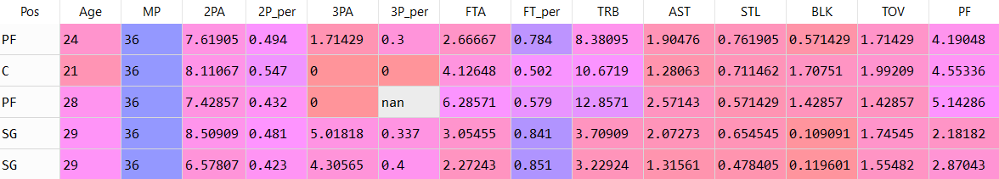 Pos Age MP 2PA 2P_per 3PA 3P_per FTA FT_per TRB AST STL BLK TOV PF
PF 24 36 7.61905 0.494 1.71429 0.3 2.66667 0.784 8.38095 1.90476 0.761905 0.571429 1.71429 4.19048
C 21 36 8.11067 0.547 0 0 4.12648 0.502 10.6719 1.28063 0.711462 1.70751 1.99209 4.55336
PF 28 36 7.42857 0.432 0 nan 6.28571 0.579 12.8571 2.57143 0.571429 1.42857 1.42857 5.14286
SG 29 36 8.50909 0.481 5.01818 0.337 3.05455 0.841 3.70909 2.07273 0.654545 0.109091 1.74545 2.18182
SG 29 36 6.57807 0.423 4.30565 0.4 2.27243 0.851 3.22924 1.31561 0.478405 0.119601 1.55482 2.87043